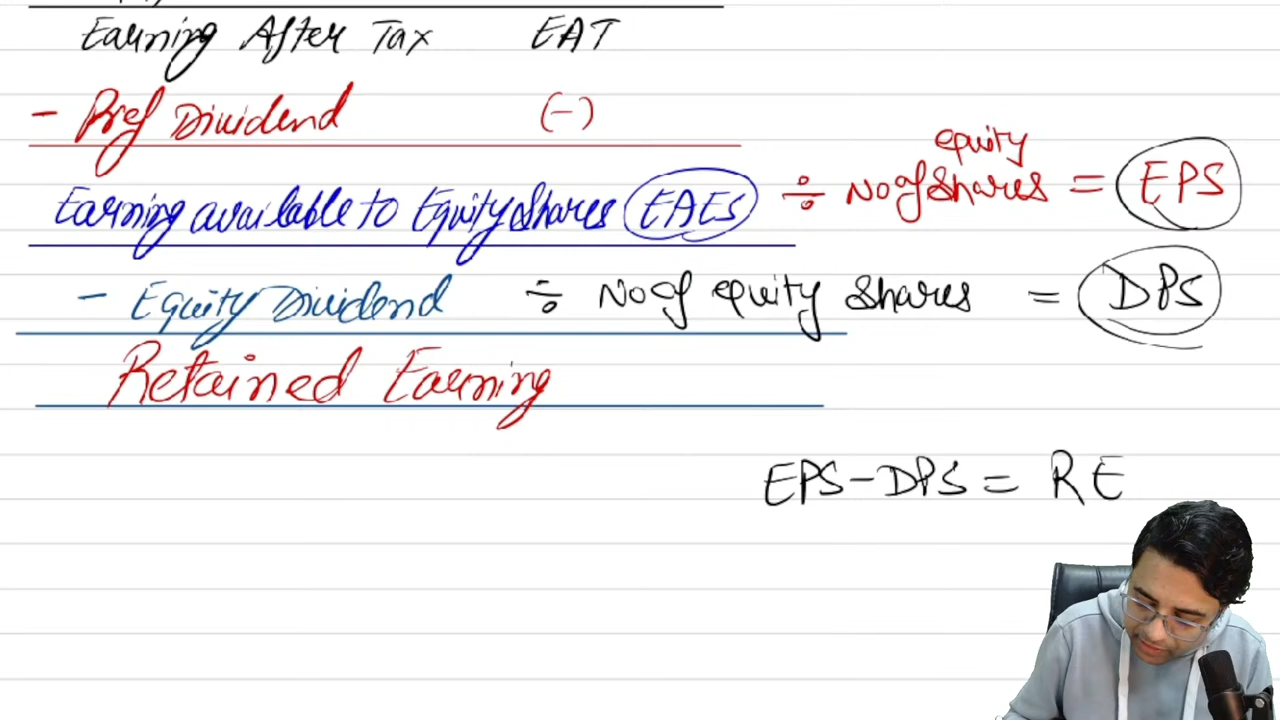 Earning After Tax EAT
- Pref Dividend (-)
equity
Earning available to Equity Shares EAES ÷ No of Shares = EPS
- Equity Dividend ÷ No of equity Shares = DPS
Retained Earning
EPS-DPS = RE